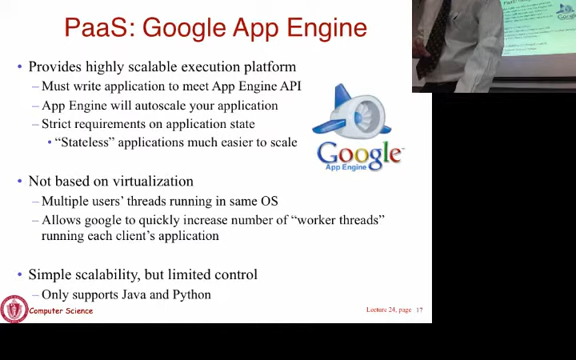 PaaS: Google App Engine
• Provides highly scalable execution platform
– Must write application to meet App Engine API
– App Engine will autoscale your application
– Strict requirements on application state
• "Stateless" applications much easier to scale
Google™
App Engine
• Not based on virtualization
– Multiple users' threads running in same OS
– Allows google to quickly increase number of "worker threads"
running each client's application
• Simple scalability, but limited control
– Only supports Java and Python
Computer Science
Lecture 24, page 17